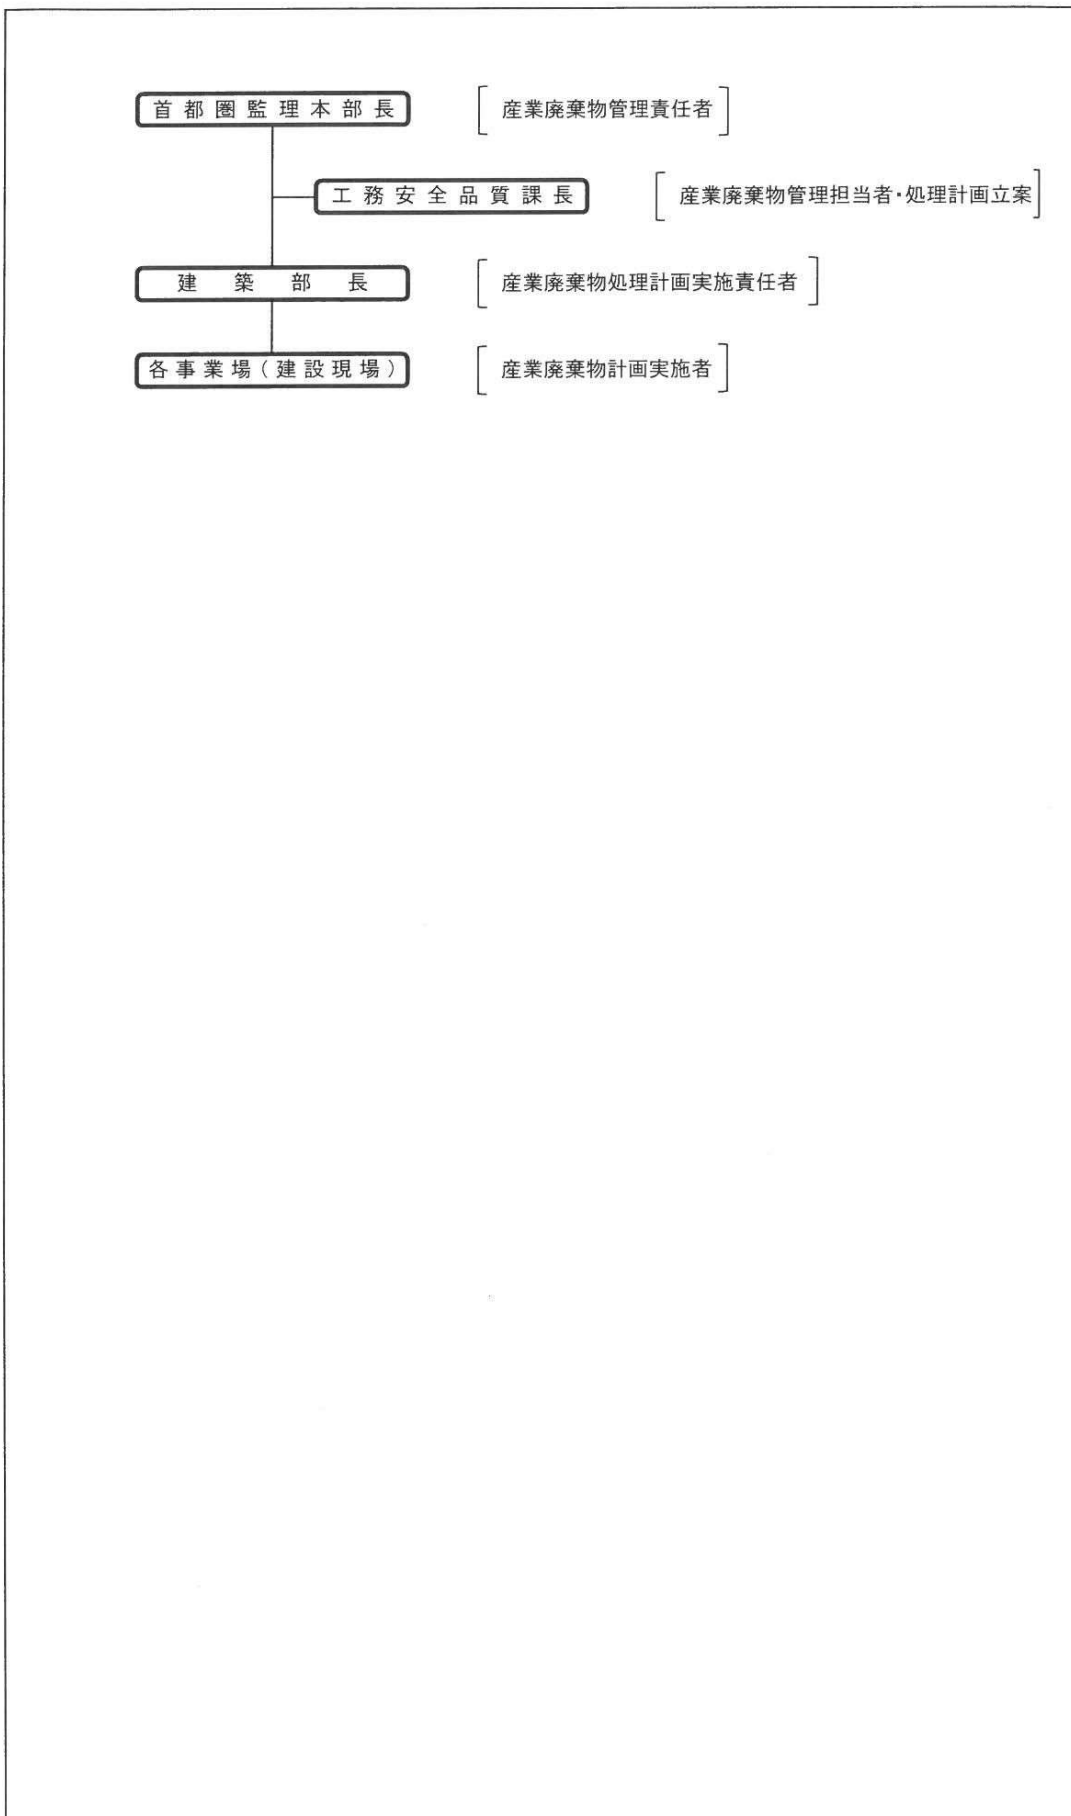 首都圏監理本部長 [産業廃棄物管理責任者]
工務安全品質課長 [産業廃棄物管理担当者・処理計画立案]
建築部長 [産業廃棄物処理計画実施責任者]
各事業場(建設現場) [産業廃棄物計画実施者]